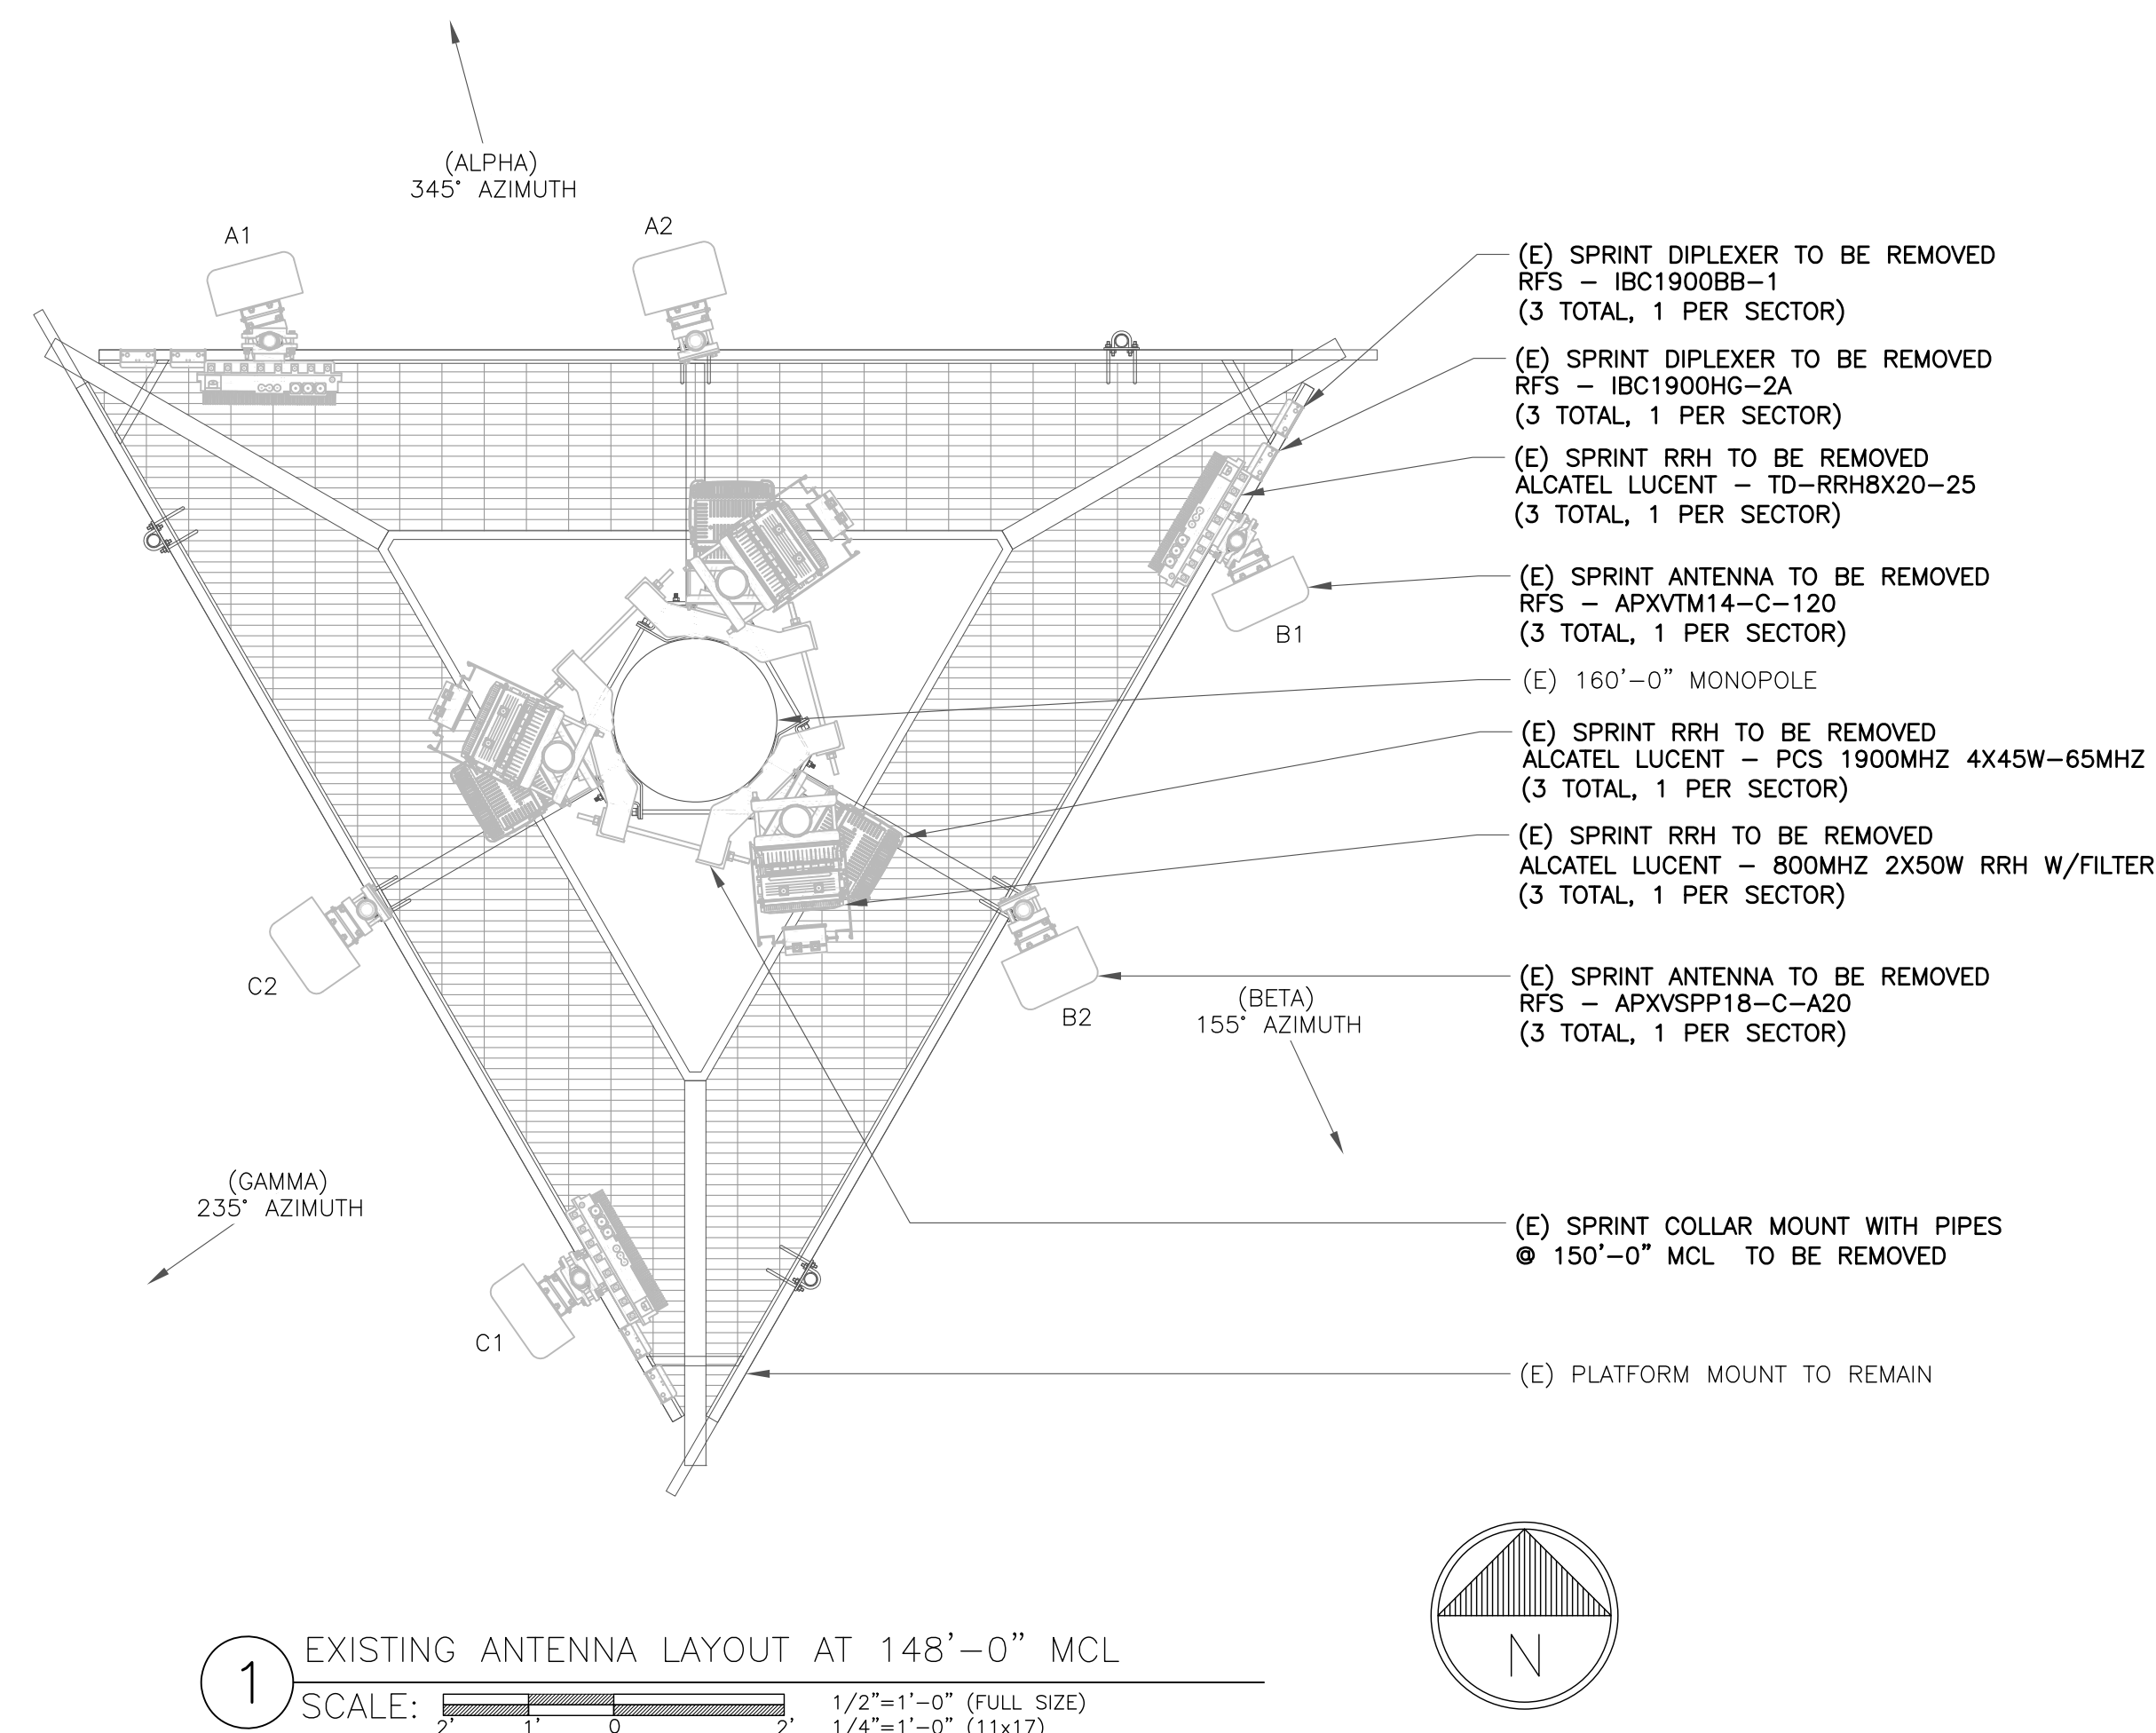 (ALPHA)
345° AZIMUTH
A1
A2
(E) SPRINT DIPLEXER TO BE REMOVED
RFS – IBC1900BB–1
(3 TOTAL, 1 PER SECTOR)
(E) SPRINT DIPLEXER TO BE REMOVED
RFS – IBC1900HG–2A
(3 TOTAL, 1 PER SECTOR)
(E) SPRINT RRH TO BE REMOVED
ALCATEL LUCENT – TD–RRH8X20–25
(3 TOTAL, 1 PER SECTOR)
(E) SPRINT ANTENNA TO BE REMOVED
RFS – APXVTM14–C–120
(3 TOTAL, 1 PER SECTOR)
B1
(E) 160'–0" MONOPOLE
(E) SPRINT RRH TO BE REMOVED
ALCATEL LUCENT – PCS 1900MHZ 4X45W–65MHZ
(3 TOTAL, 1 PER SECTOR)
(E) SPRINT RRH TO BE REMOVED
ALCATEL LUCENT – 800MHZ 2X50W RRH W/FILTER
(3 TOTAL, 1 PER SECTOR)
(E) SPRINT ANTENNA TO BE REMOVED
RFS – APXVSPP18–C–A20
(3 TOTAL, 1 PER SECTOR)
C2
B2
(BETA)
155° AZIMUTH
(GAMMA)
235° AZIMUTH
(E) SPRINT COLLAR MOUNT WITH PIPES
@ 150'–0" MCL TO BE REMOVED
C1
(E) PLATFORM MOUNT TO REMAIN
N
1
EXISTING ANTENNA LAYOUT AT 148'–0" MCL
SCALE:
2' 1' 0 2'
1/2"=1'–0" (FULL SIZE)
1/4"=1'–0" (11x17)